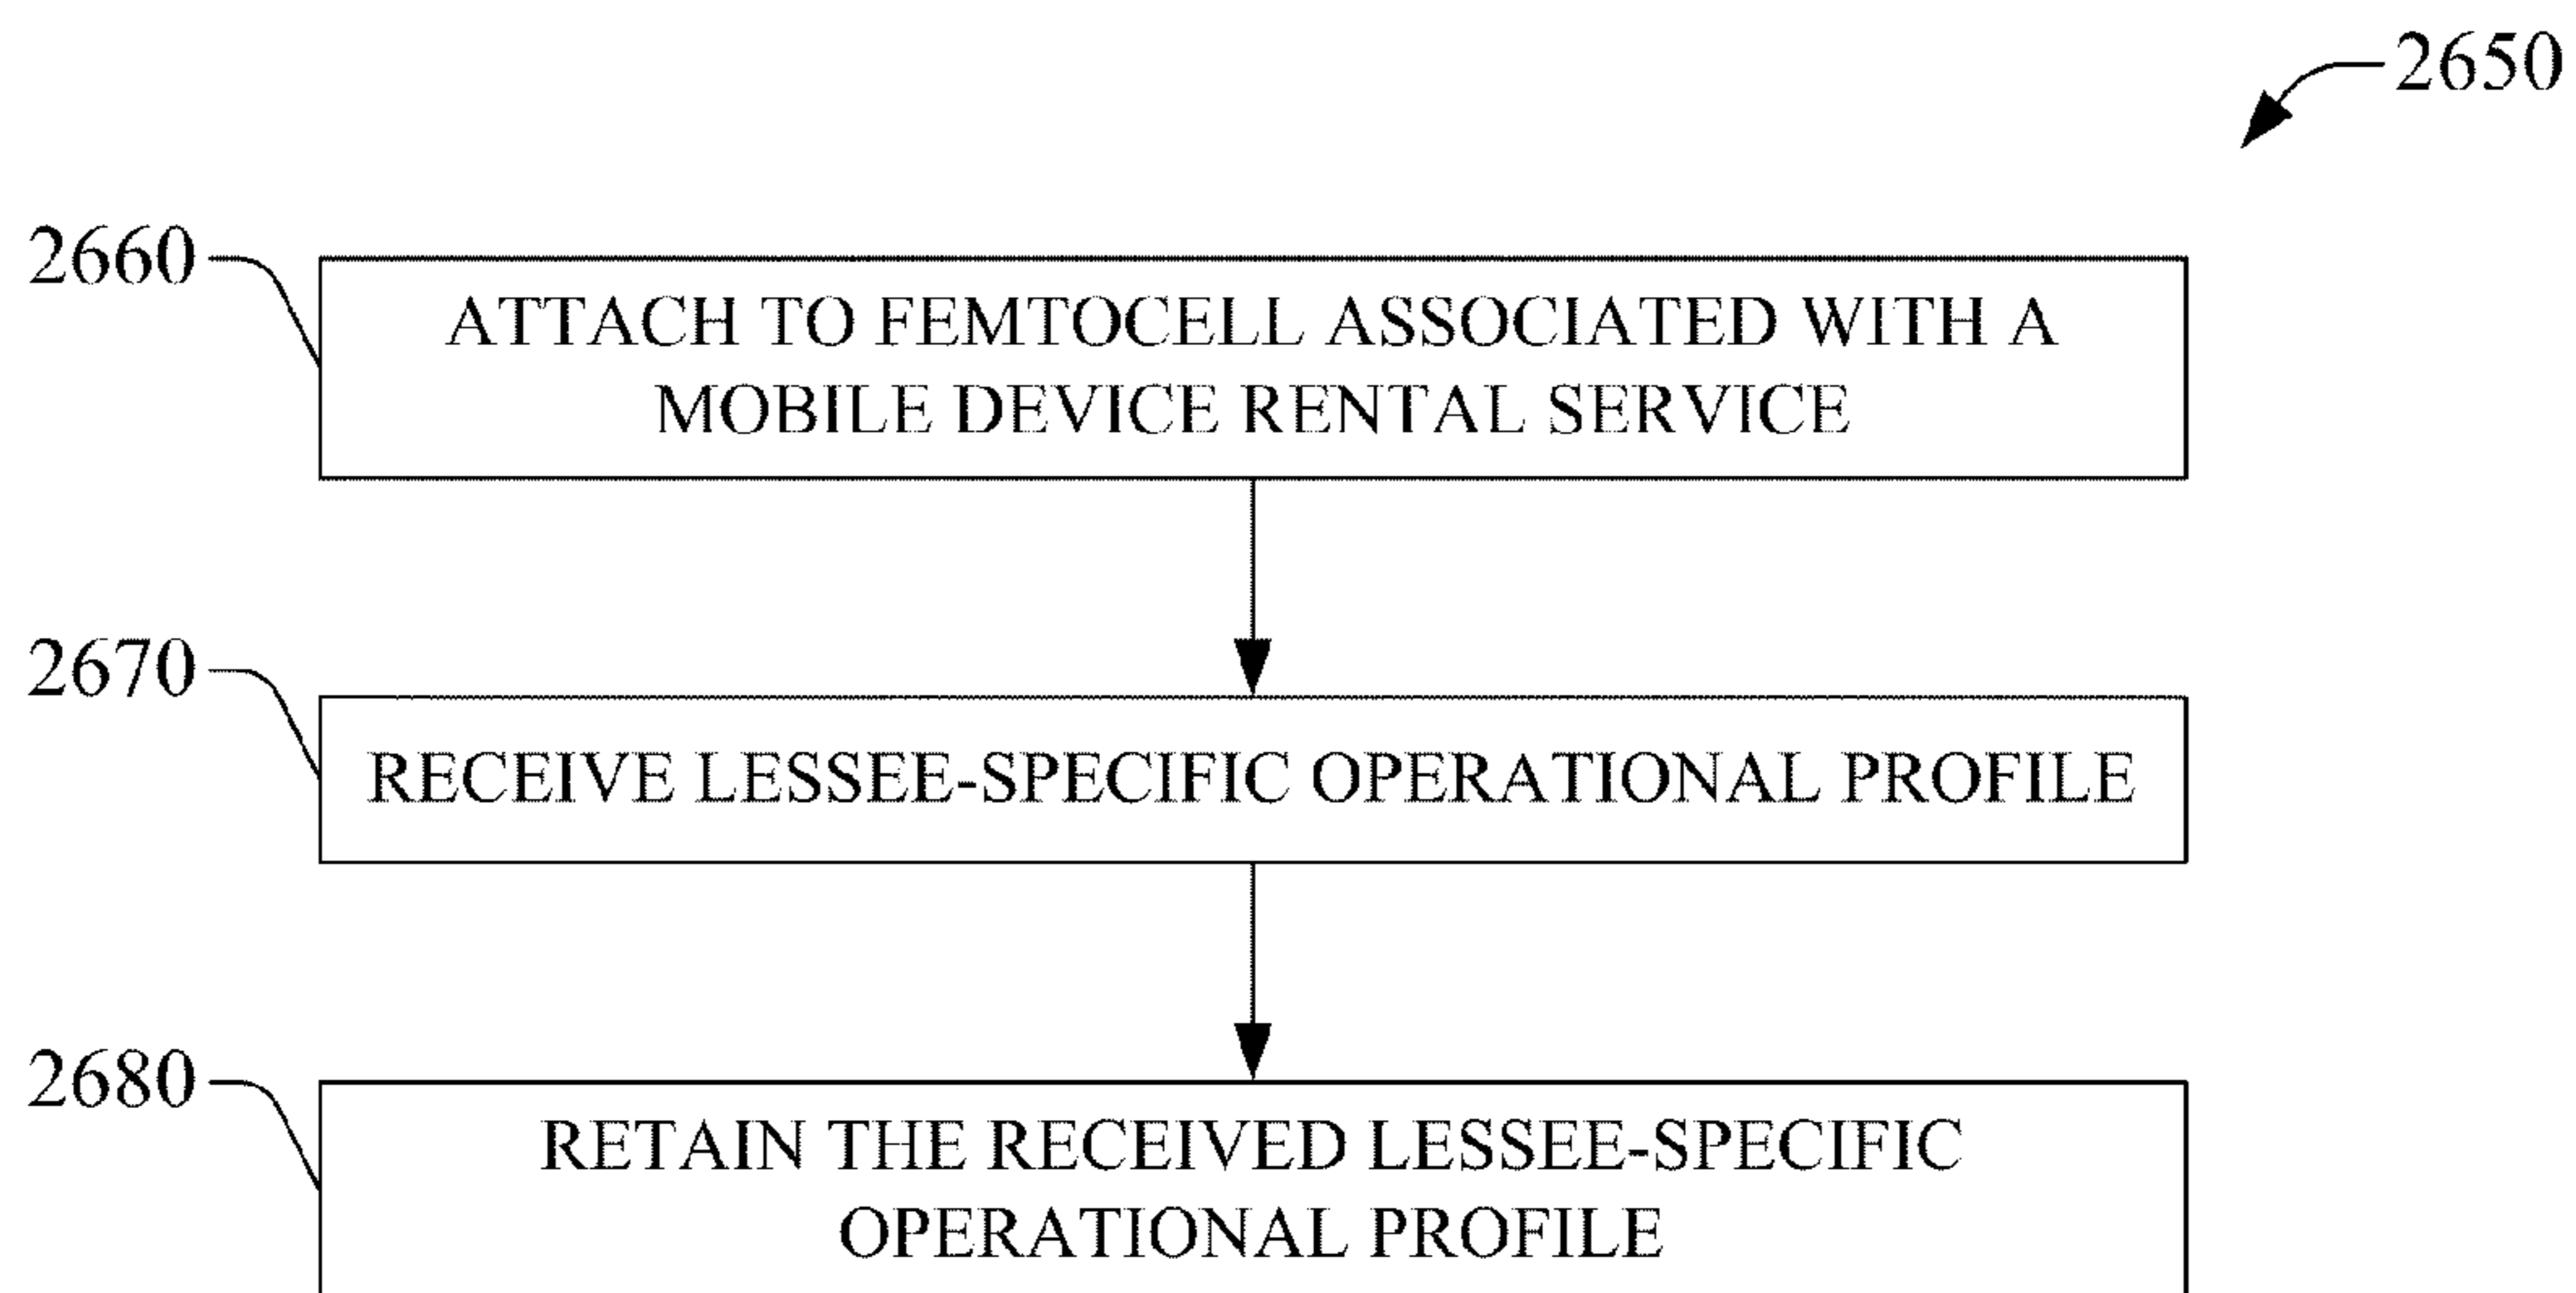 2650
2660
ATTACH TO FEMTOCELL ASSOCIATED WITH A
MOBILE DEVICE RENTAL SERVICE
2670
RECEIVE LESSEE-SPECIFIC OPERATIONAL PROFILE
2680
RETAIN THE RECEIVED LESSEE-SPECIFIC
OPERATIONAL PROFILE